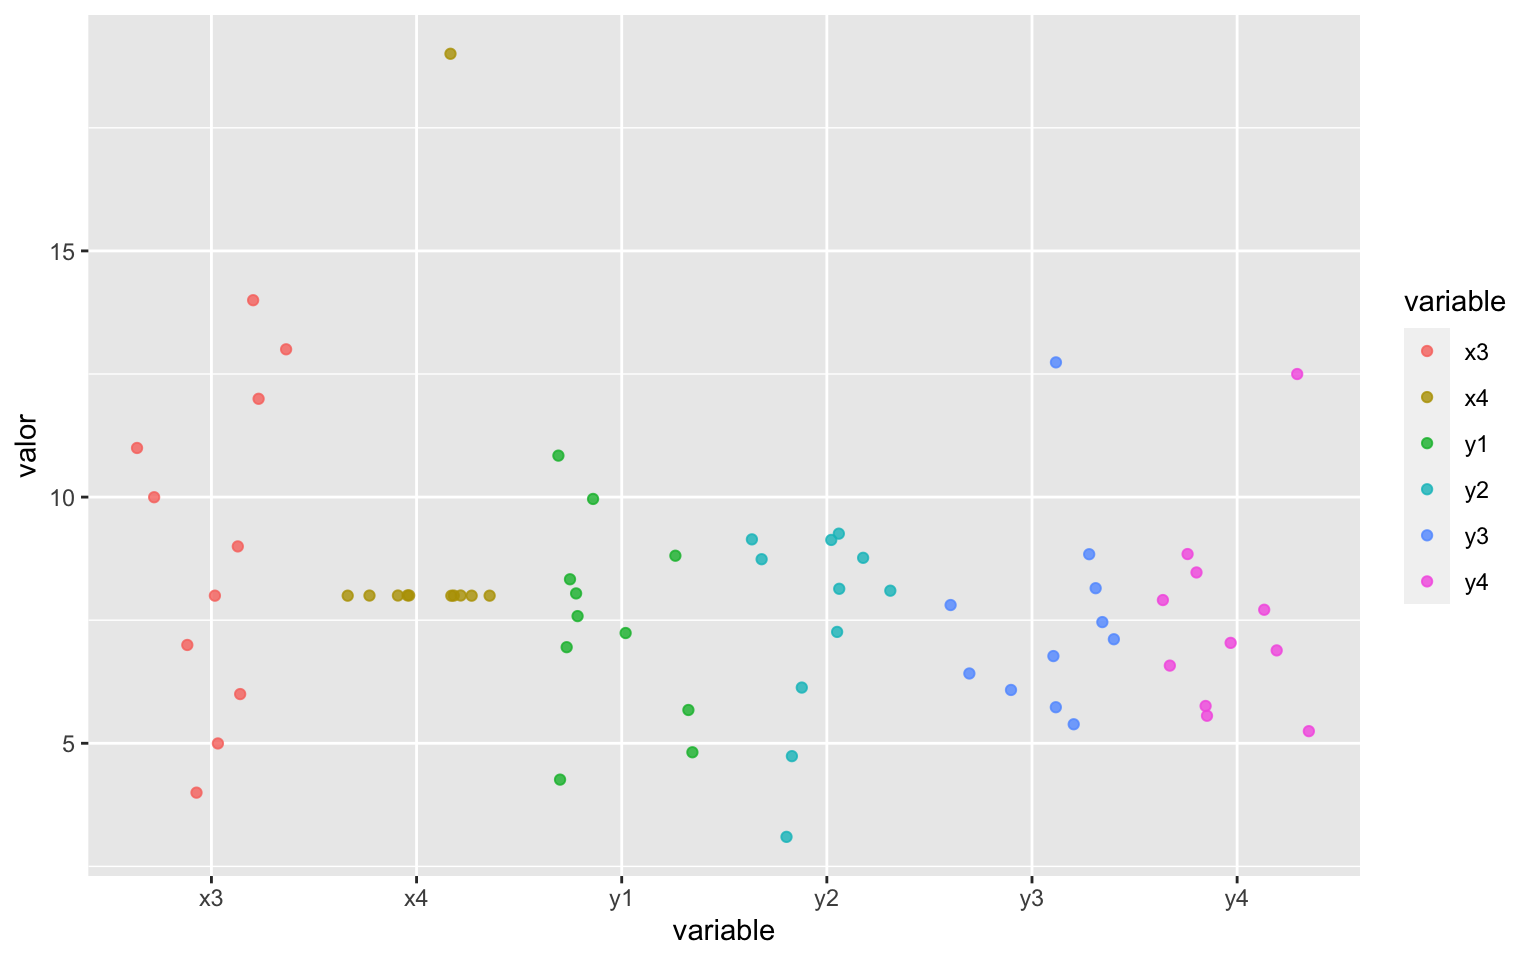 valor
15
10
5
x3 x4 y1 y2 y3 y4
variable
variable
x3
x4
y1
y2
y3
y4